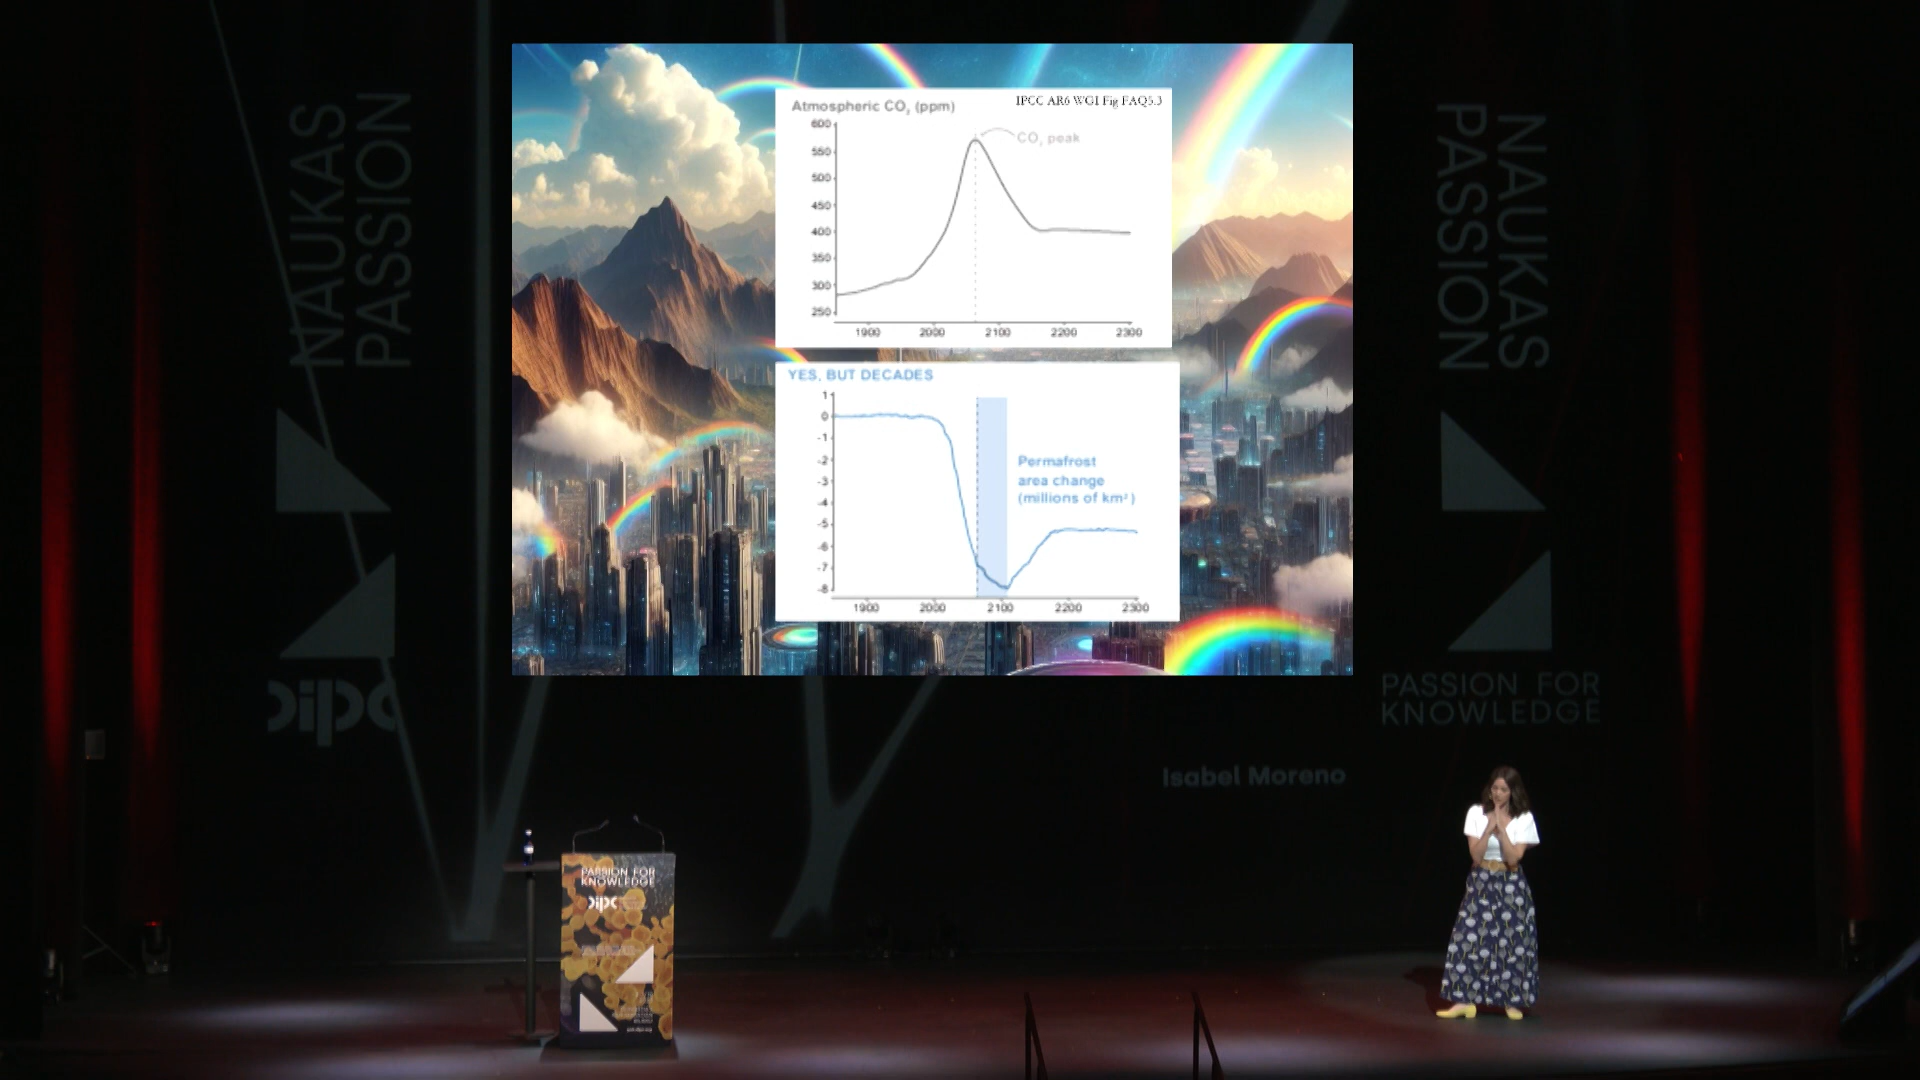 NAUKAS
PASSION
dipc
Atmospheric CO₂ (ppm)
IPCC AR6 WGI Fig FAQ5.3
CO₂ peak
600
550
500
450
400
350
300
250
1900 2000 2100 2200 2300
YES, BUT DECADES
Permafrost
area change
(millions of km²)
1
0
-1
-2
-3
-4
-5
-6
-7
-8
1900 2000 2100 2200 2300
NAUKAS
PASSION
PASSION FOR
KNOWLEDGE
Isabel Moreno
PASSION FOR
KNOWLEDGE
dipc